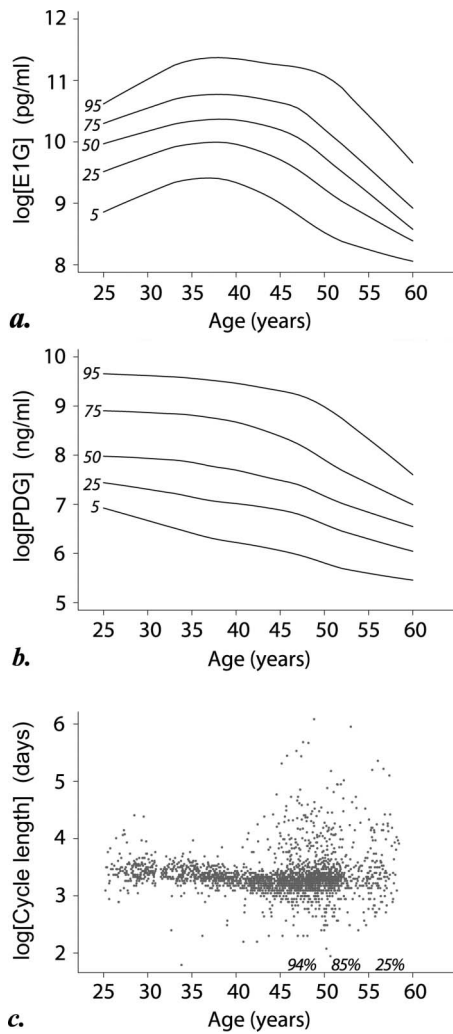 log[E1G] (pg/ml)
12
11
10
9
8
95
75
50
25
5
25 30 35 40 45 50 55 60
Age (years)
a.
log[PDG] (ng/ml)
10
9
8
7
6
5
95
75
50
25
5
25 30 35 40 45 50 55 60
Age (years)
b.
log[Cycle length] (days)
6
5
4
3
2
94% 85% 25%
25 30 35 40 45 50 55 60
Age (years)
c.